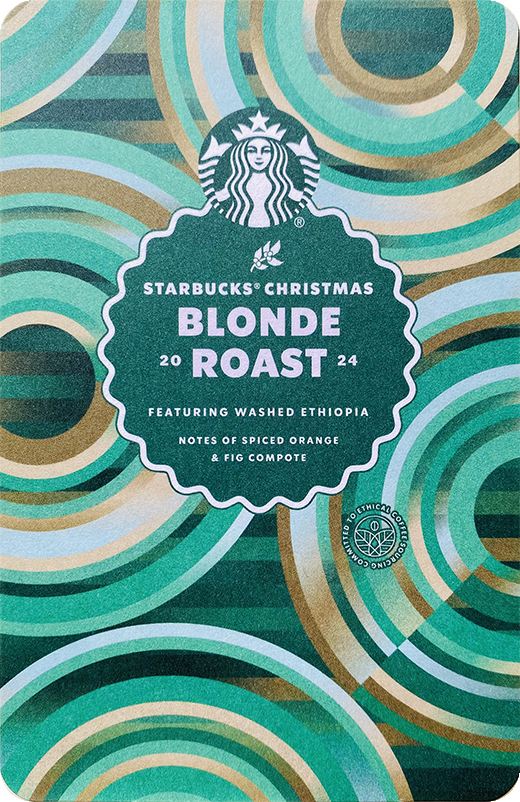 ®
STARBUCKS® CHRISTMAS
BLONDE
20 ROAST 24
FEATURING WASHED ETHIOPIA
NOTES OF SPICED ORANGE
& FIG COMPOTE
COMMITTED TO ETHICAL COFFEE SOURCING